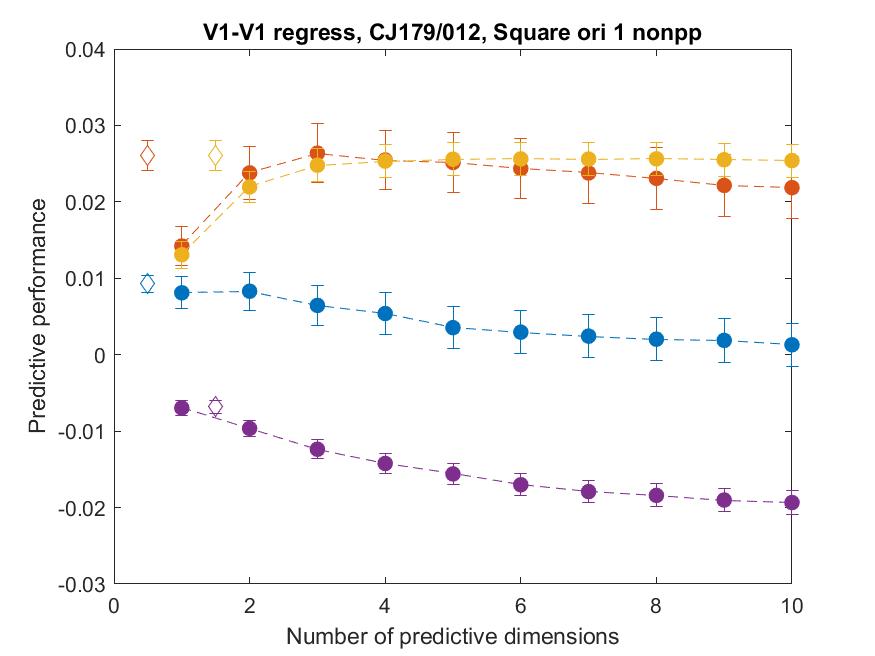 V1-V1 regress, CJ179/012, Square ori 1 nonpp
0.04
0.03
0.02
0.01
0
-0.01
-0.02
-0.03
Predictive performance
0 2 4 6 8 10
Number of predictive dimensions